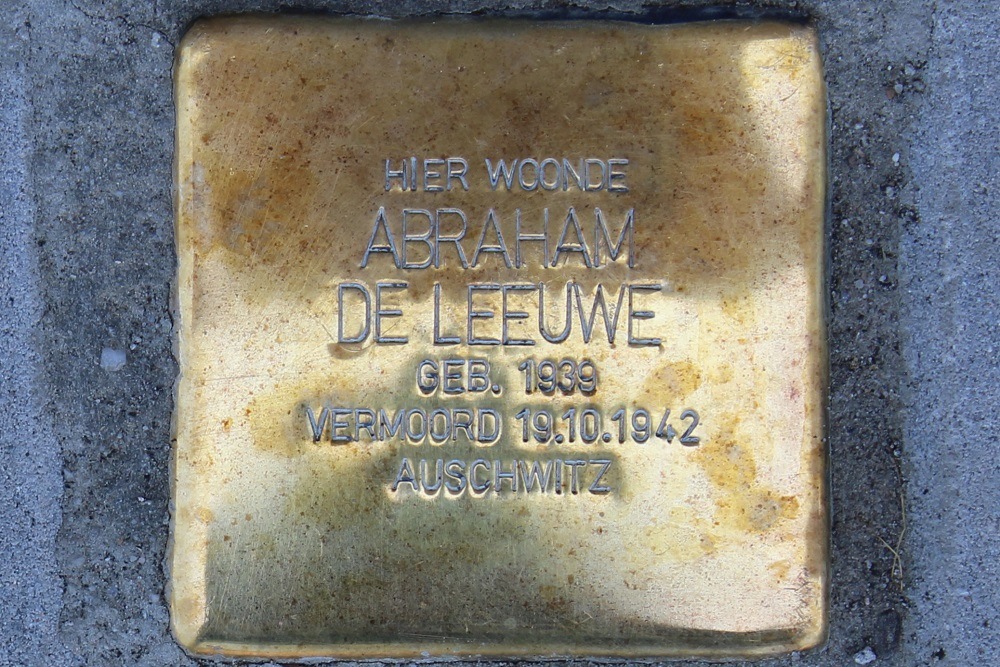 HIER WOONDE
ABRAHAM
DE LEEUWE
GEB. 1939
VERMOORD 19.10.1942
AUSCHWITZ